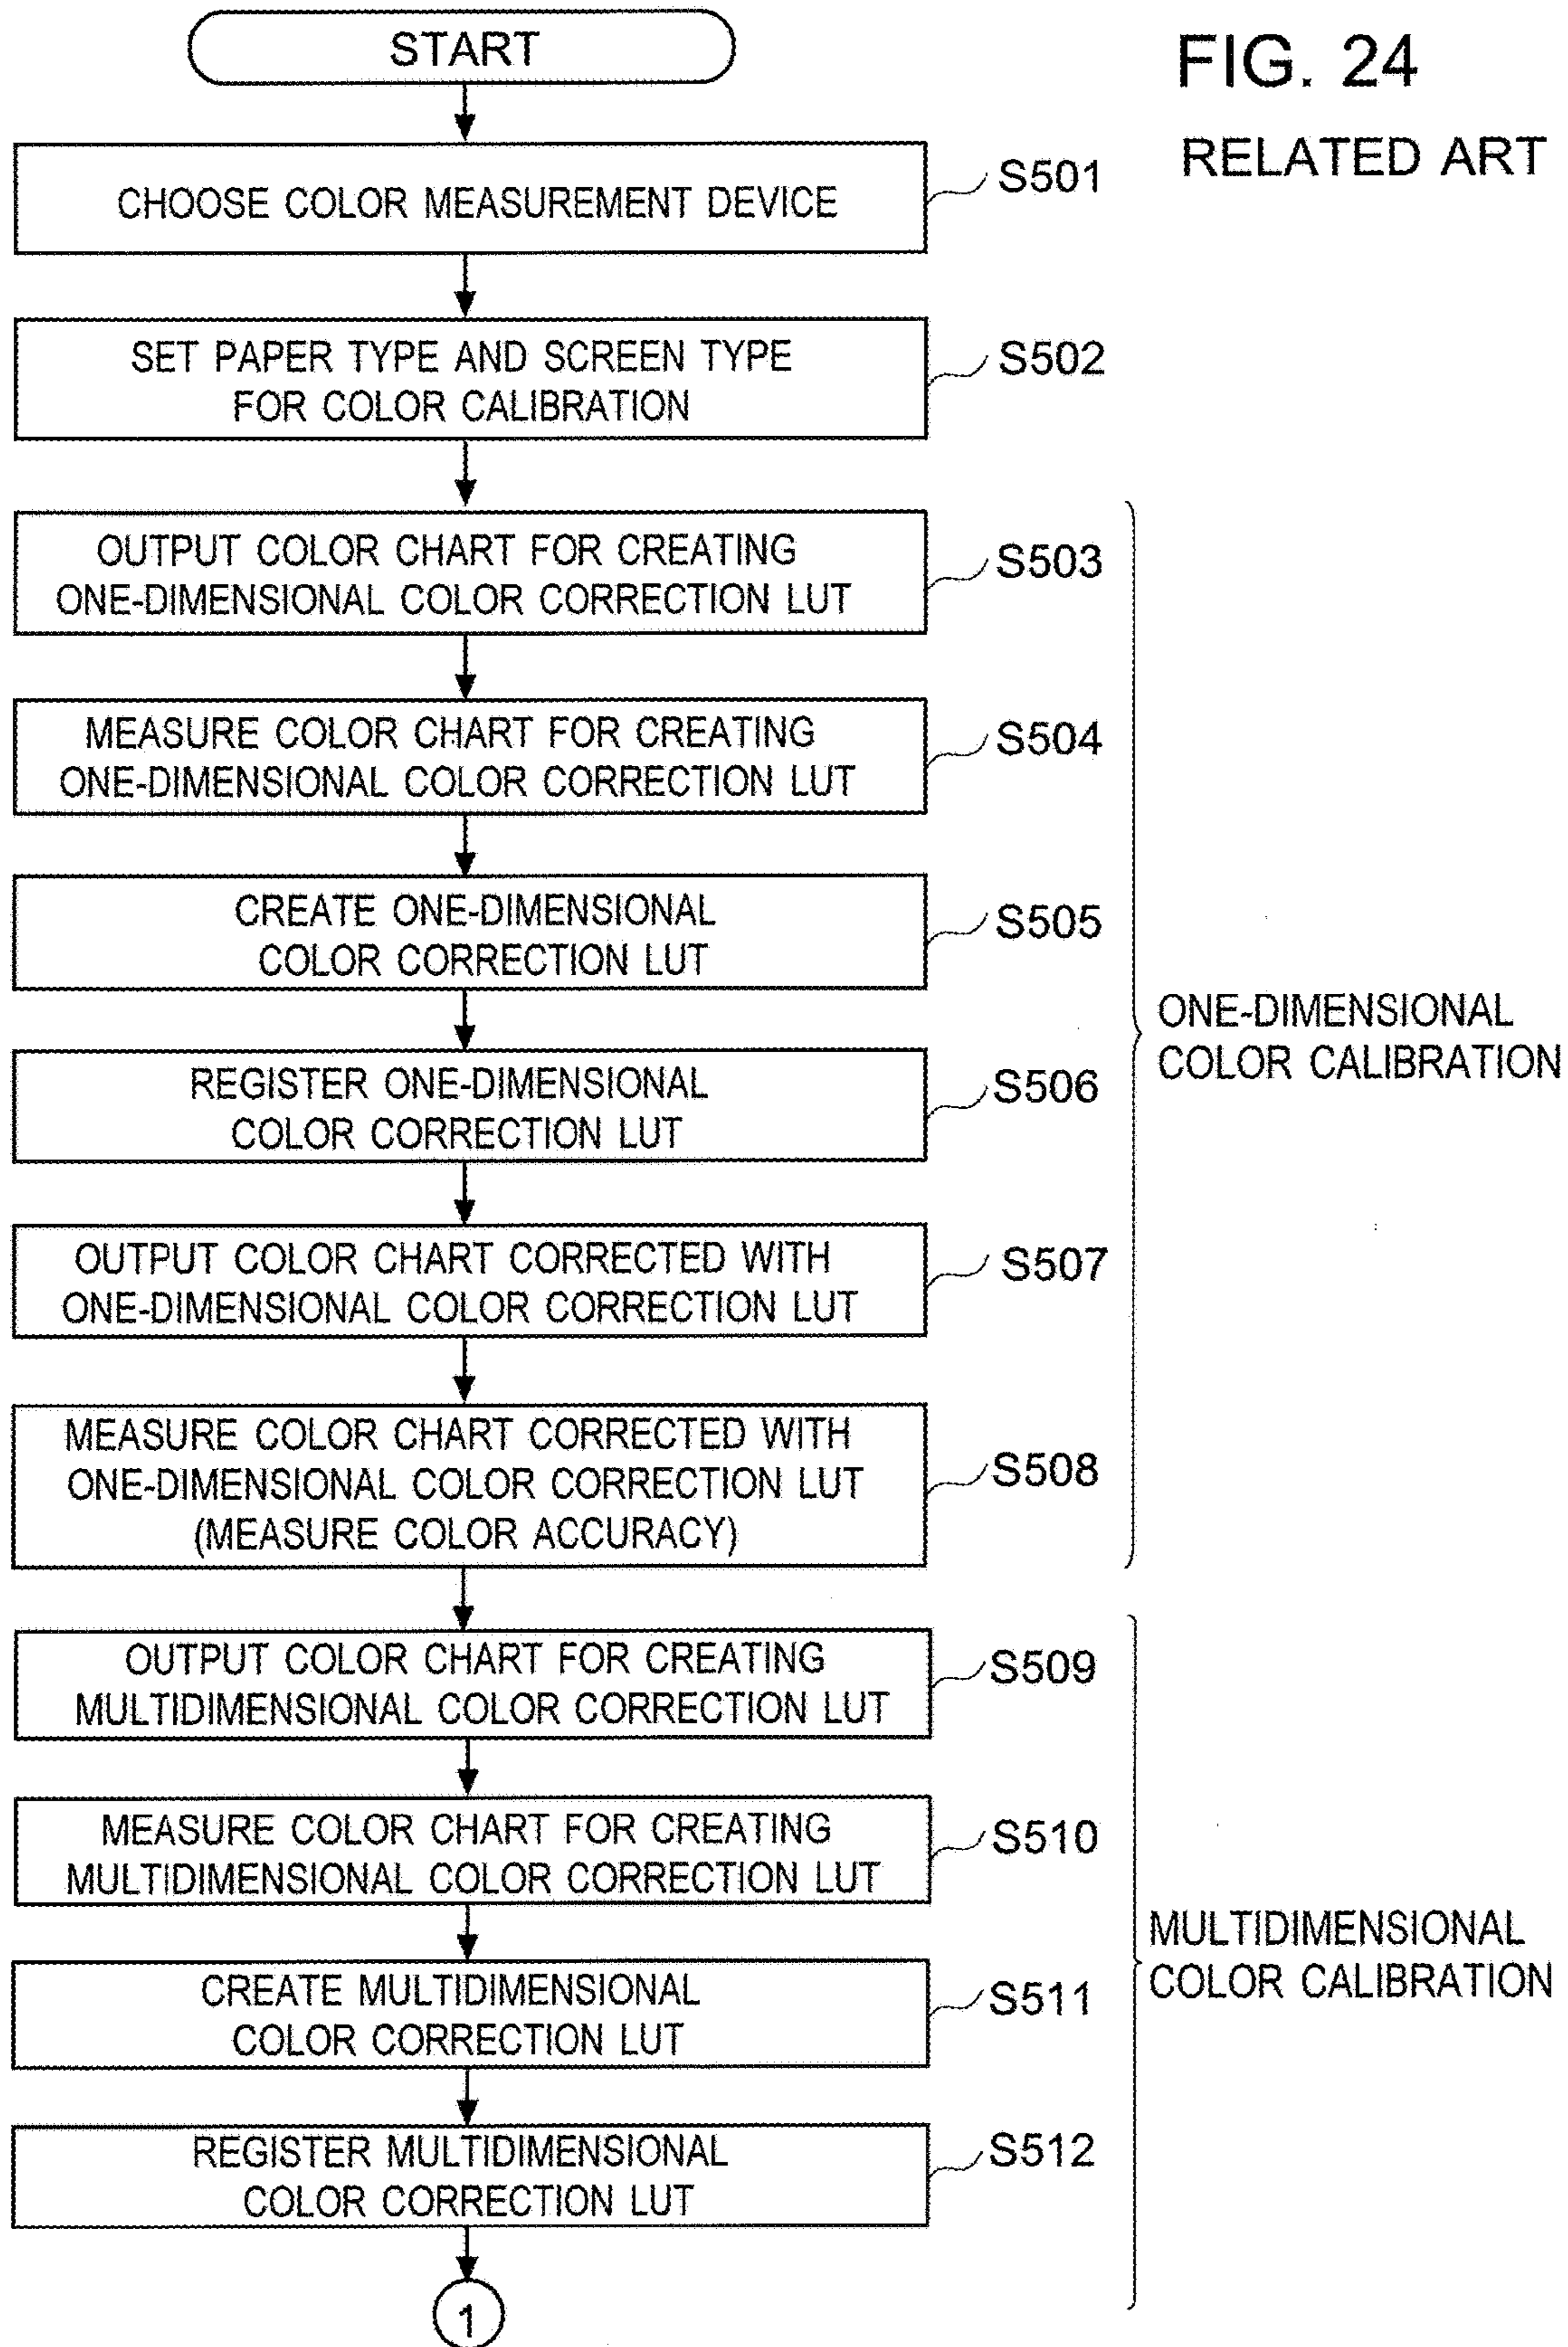 START
FIG. 24
RELATED ART
CHOOSE COLOR MEASUREMENT DEVICE
S501
SET PAPER TYPE AND SCREEN TYPE
FOR COLOR CALIBRATION
S502
OUTPUT COLOR CHART FOR CREATING
ONE-DIMENSIONAL COLOR CORRECTION LUT
S503
MEASURE COLOR CHART FOR CREATING
ONE-DIMENSIONAL COLOR CORRECTION LUT
S504
CREATE ONE-DIMENSIONAL
COLOR CORRECTION LUT
S505
REGISTER ONE-DIMENSIONAL
COLOR CORRECTION LUT
S506
OUTPUT COLOR CHART CORRECTED WITH
ONE-DIMENSIONAL COLOR CORRECTION LUT
S507
MEASURE COLOR CHART CORRECTED WITH
ONE-DIMENSIONAL COLOR CORRECTION LUT
(MEASURE COLOR ACCURACY)
S508
ONE-DIMENSIONAL
COLOR CALIBRATION
OUTPUT COLOR CHART FOR CREATING
MULTIDIMENSIONAL COLOR CORRECTION LUT
S509
MEASURE COLOR CHART FOR CREATING
MULTIDIMENSIONAL COLOR CORRECTION LUT
S510
CREATE MULTIDIMENSIONAL
COLOR CORRECTION LUT
S511
REGISTER MULTIDIMENSIONAL
COLOR CORRECTION LUT
S512
MULTIDIMENSIONAL
COLOR CALIBRATION
1